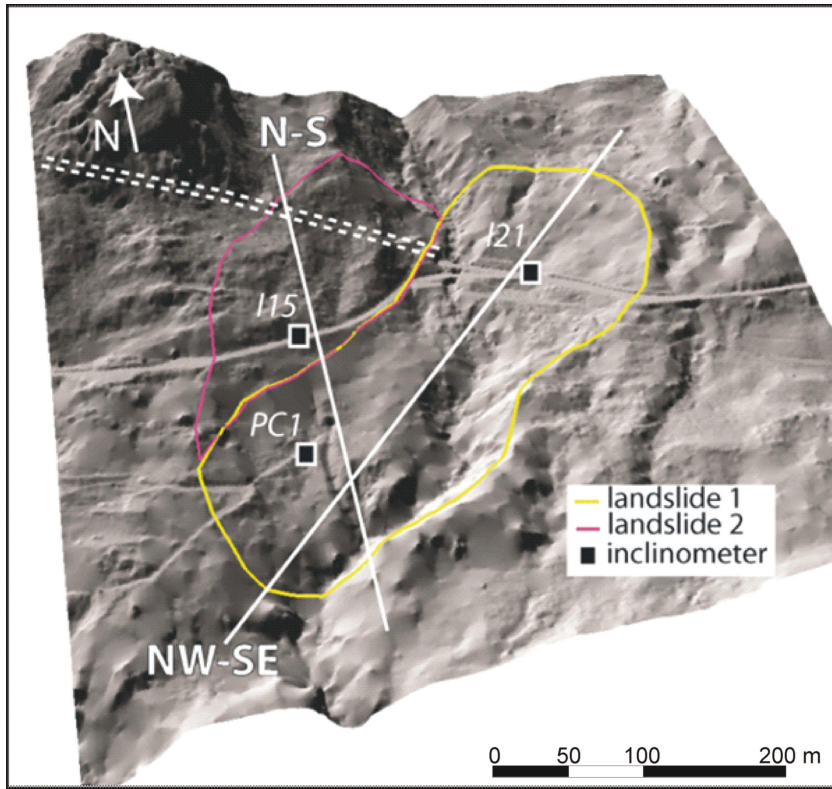 N
N-S
I21
I15
PC1
landslide 1
landslide 2
inclinometer
NW-SE
0 50 100 200 m